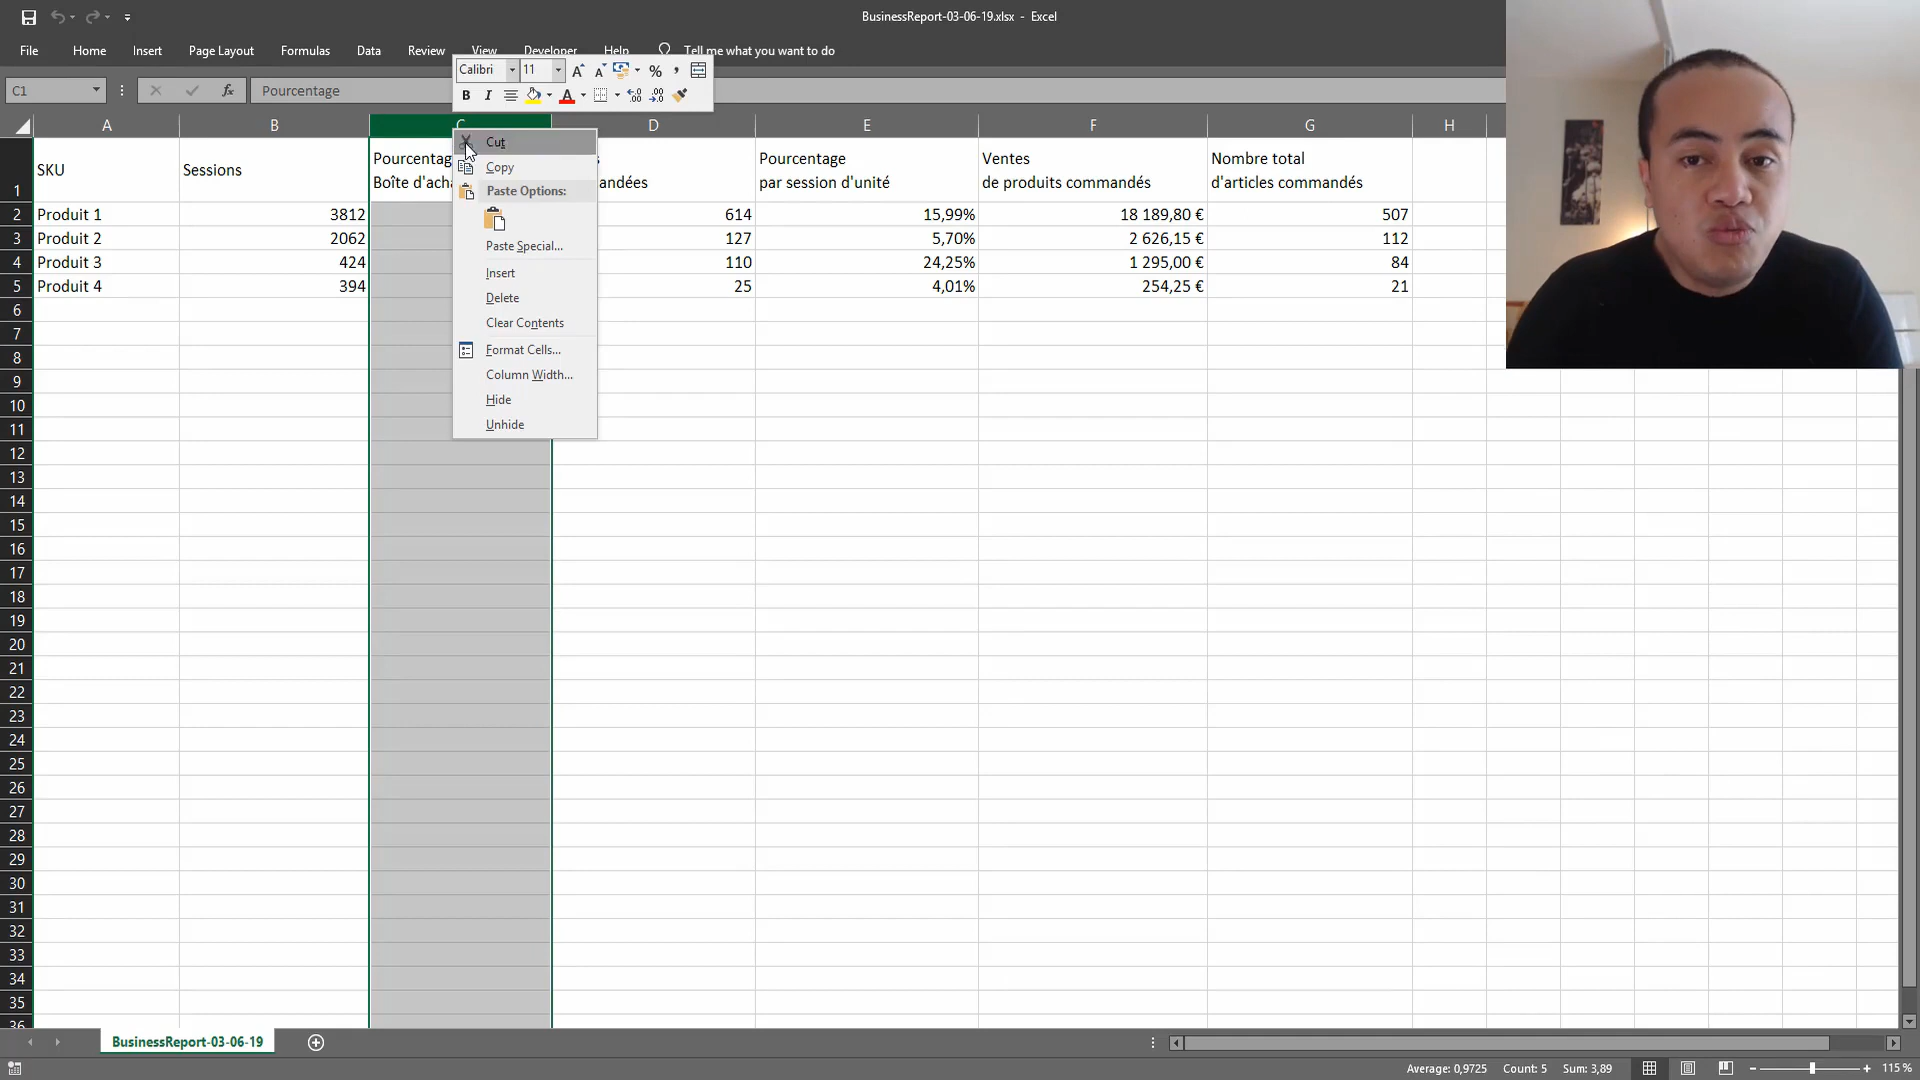 BusinessReport-03-06-19.xlsx - Excel
File Home Insert Page Layout Formulas Data Review View Developer Help Tell me what you want to do
Calibri 11
%
B I A
C1 fx Pourcentage
A B C D E F G H
Cut
Copy
Paste Options:
Paste Special...
Insert
Delete
Clear Contents
Format Cells...
Column Width...
Hide
Unhide
1 SKU Sessions Pourcentag Pourcentage Ventes Nombre total
Boîte d'acha andées par session d'unité de produits commandés d'articles commandés
2 Produit 1 3812 614 15,99% 18 189,80 € 507
3 Produit 2 2062 127 5,70% 2 626,15 € 112
4 Produit 3 424 110 24,25% 1 295,00 € 84
5 Produit 4 394 25 4,01% 254,25 € 21
6
7
8
9
10
11
12
13
14
15
16
17
18
19
20
21
22
23
24
25
26
27
28
29
30
31
32
33
34
35
36
BusinessReport-03-06-19
Average: 0,9725 Count: 5 Sum: 3,89 115 %